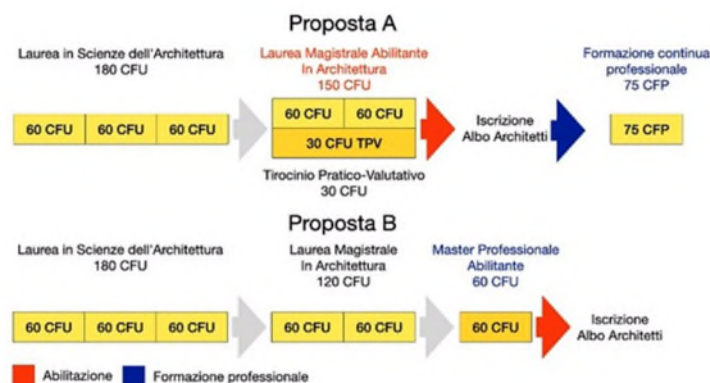 Proposta A
Laurea in Scienze dell'Architettura
180 CFU
Laurea Magistrale Abilitante
In Architettura
150 CFU
Formazione continua
professionale
75 CFP
60 CFU 60 CFU 60 CFU
60 CFU 60 CFU
30 CFU TPV
Iscrizione
Albo Architetti
75 CFP
Tirocinio Pratico-Valutativo
30 CFU
Proposta B
Laurea in Scienze dell'Architettura
180 CFU
Laurea Magistrale
In Architettura
120 CFU
Master Professionale
Abilitante
60 CFU
60 CFU 60 CFU 60 CFU
60 CFU 60 CFU
60 CFU
Iscrizione
Albo Architetti
Abilitazione
Formazione professionale